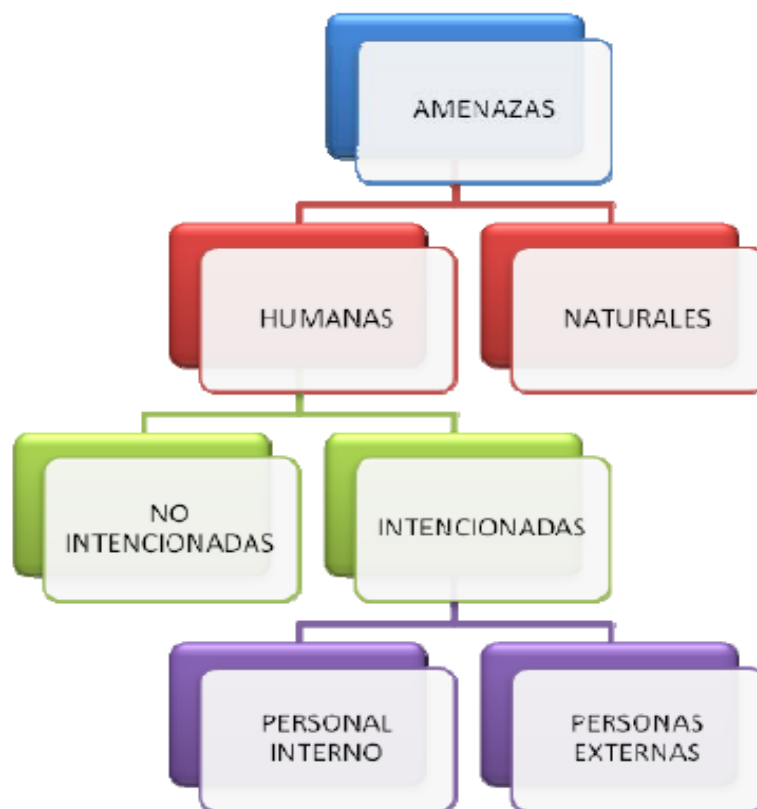 AMENAZAS
HUMANAS
NATURALES
NO
INTENCIONADAS
INTENCIONADAS
PERSONAL
INTERNO
PERSONAS
EXTERNAS